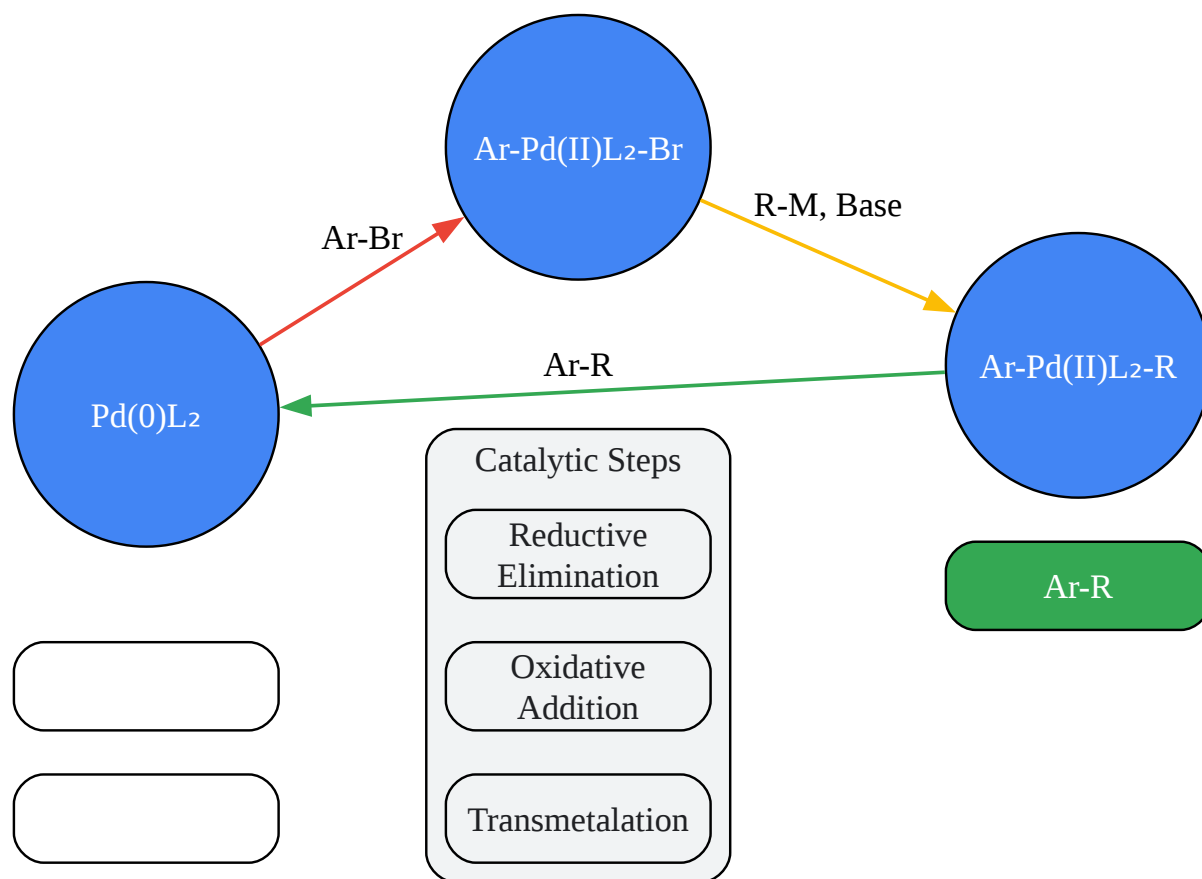 Ar-Pd(II)L₂-Br
R-M, Base
Ar-Br
Ar-R
Ar-Pd(II)L₂-R
Pd(0)L₂
Catalytic Steps
Reductive
Elimination
Ar-R
Oxidative
Addition
Transmetalation